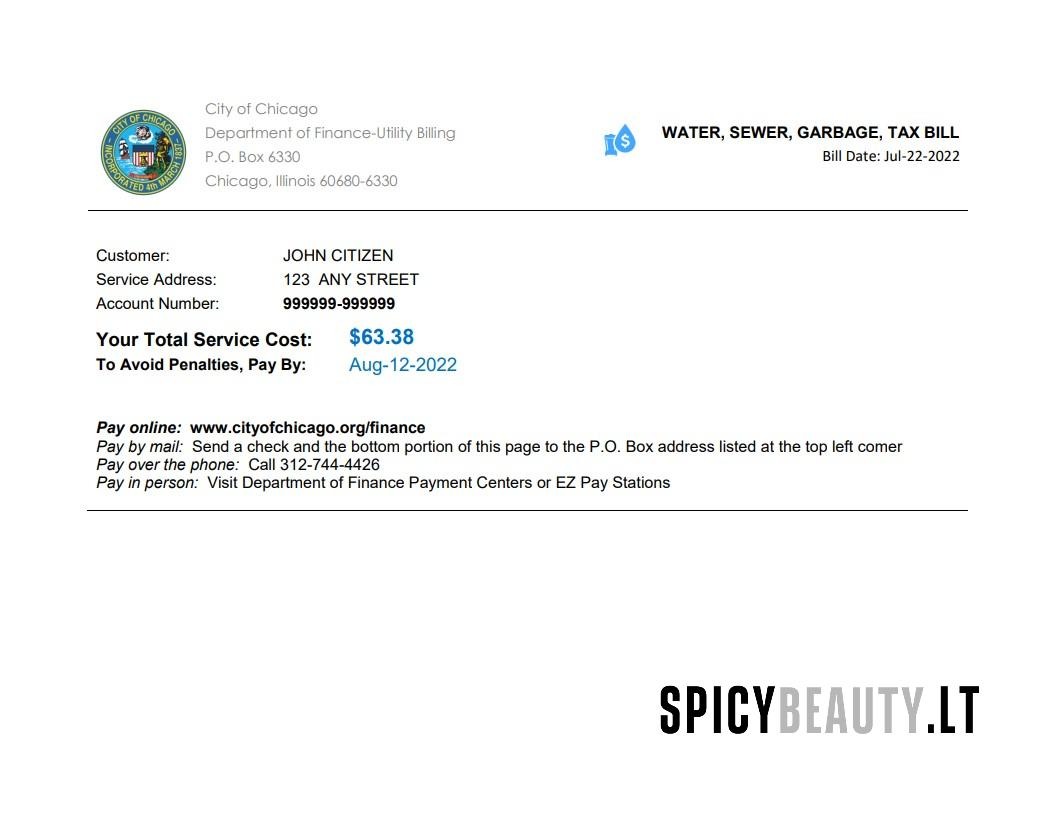 City of Chicago
Department of Finance-Utility Billing
P.O. Box 6330
Chicago, Illinois 60680-6330
CITY OF CHICAGO
INCORPORATED 4th MARCH 1837
WATER, SEWER, GARBAGE, TAX BILL
Bill Date: Jul-22-2022
Customer: JOHN CITIZEN
Service Address: 123 ANY STREET
Account Number: 999999-999999
Your Total Service Cost: $63.38
To Avoid Penalties, Pay By: Aug-12-2022
Pay online: www.cityofchicago.org/finance
Pay by mail: Send a check and the bottom portion of this page to the P.O. Box address listed at the top left comer
Pay over the phone: Call 312-744-4426
Pay in person: Visit Department of Finance Payment Centers or EZ Pay Stations
SPICYBEAUTY.LT